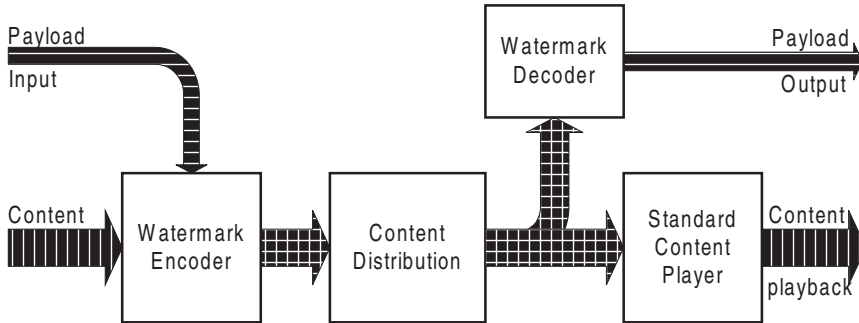 Payload
Input
Watermark
Decoder
Payload
Output
Content
Watermark
Encoder
Content
Distribution
Standard
Content
Player
Content
playback